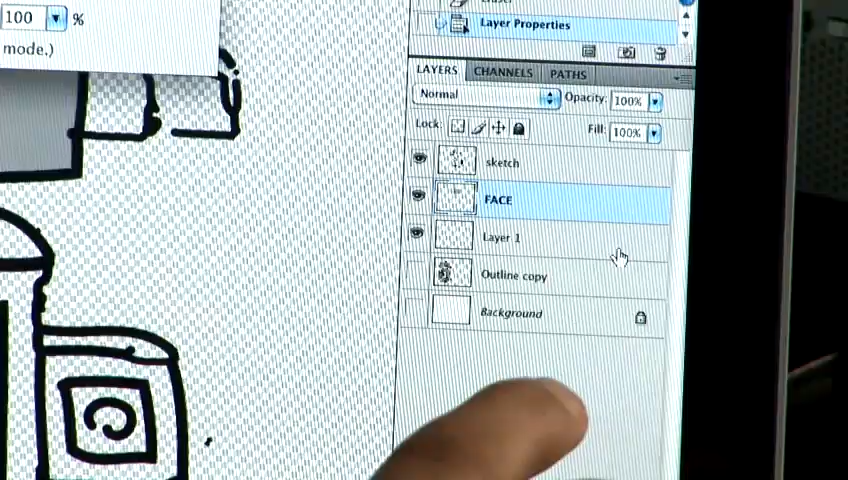 100 %
mode.)
Layer Properties
LAYERS CHANNELS PATHS
Normal Opacity: 100%
Lock: Fill: 100%
sketch
FACE
Layer 1
Outline copy
Background